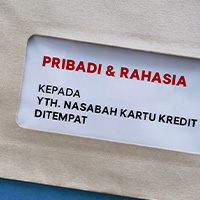 PRIBADI & RAHASIA
KEPADA
YTH. NASABAH KARTU KREDIT
DITEMPAT